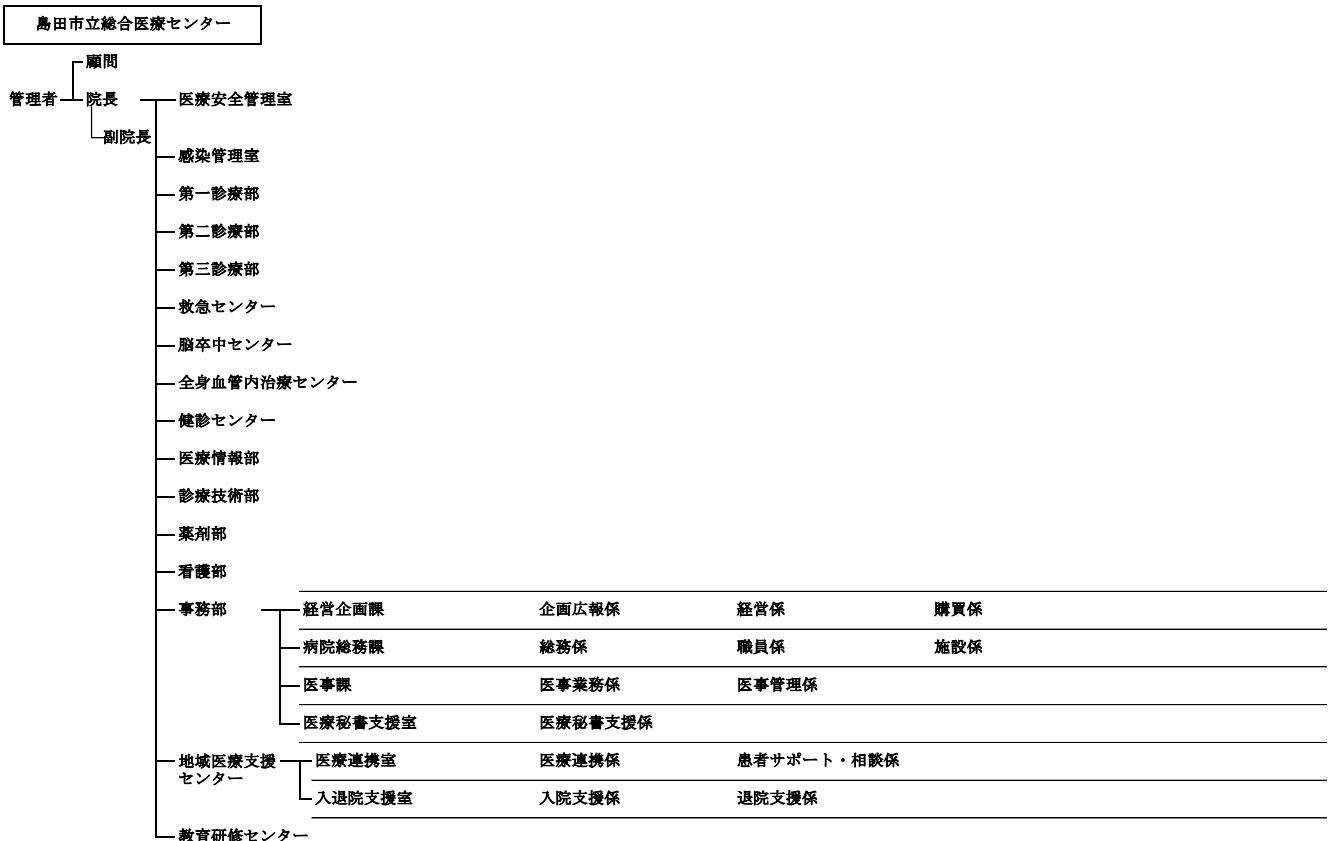 島田市立総合医療センター
顧問
管理者 院長 医療安全管理室
副院長
感染管理室
第一診療部
第二診療部
第三診療部
救急センター
脳卒中センター
全身血管内治療センター
健診センター
医療情報部
診療技術部
薬剤部
看護部
事務部 経営企画課 企画広報係 経営係 購買係
病院総務課 総務係 職員係 施設係
医事課 医事業務係 医事管理係
医療秘書支援室 医療秘書支援係
地域医療支援 医療連携室 医療連携係 患者サポート・相談係
センター
入退院支援室 入院支援係 退院支援係
教育研修センター